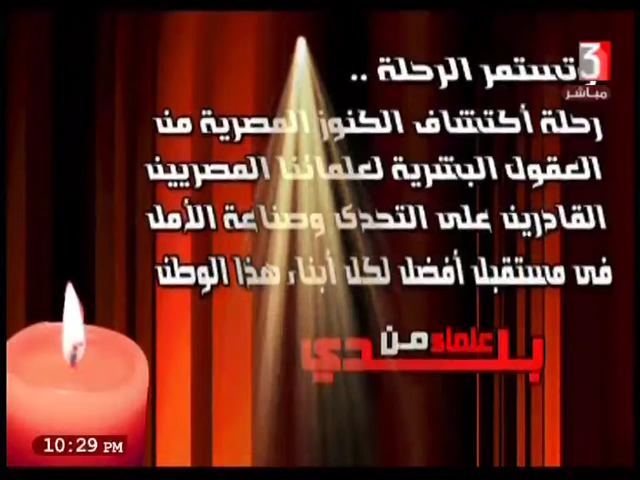 وتستمر الرحلة ..
3
مباشر
رحلة أكتشاف الكنوز المصرية من
العقول البشرية لعلمائنا المصريين
القادرين على التحدى وصناعة الأمل
فى مستقبل أفضل لكل أبناء هذا الوطن
علماء من
بلدي
10:29 PM